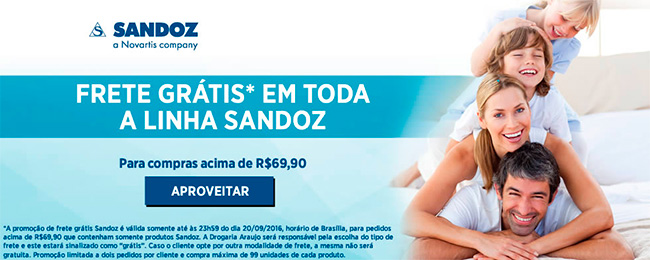 SANDOZ
a Novartis company
FRETE GRÁTIS* EM TODA
A LINHA SANDOZ
Para compras acima de R$69,90
APROVEITAR
*A promoção de frete grátis Sandoz é válida somente até às 23h59 do dia 20/09/2016, horário de Brasília, para pedidos
acima de R$69,90 que contenham somente produtos Sandoz. A Drogaria Araujo será responsável pela escolha do tipo de
frete e este estará sinalizado como "grátis". Caso o cliente opte por outra modalidade de frete, a mesma não será
gratuita. Promoção limitada a dois pedidos por cliente e compra máxima de 99 unidades de cada produto.